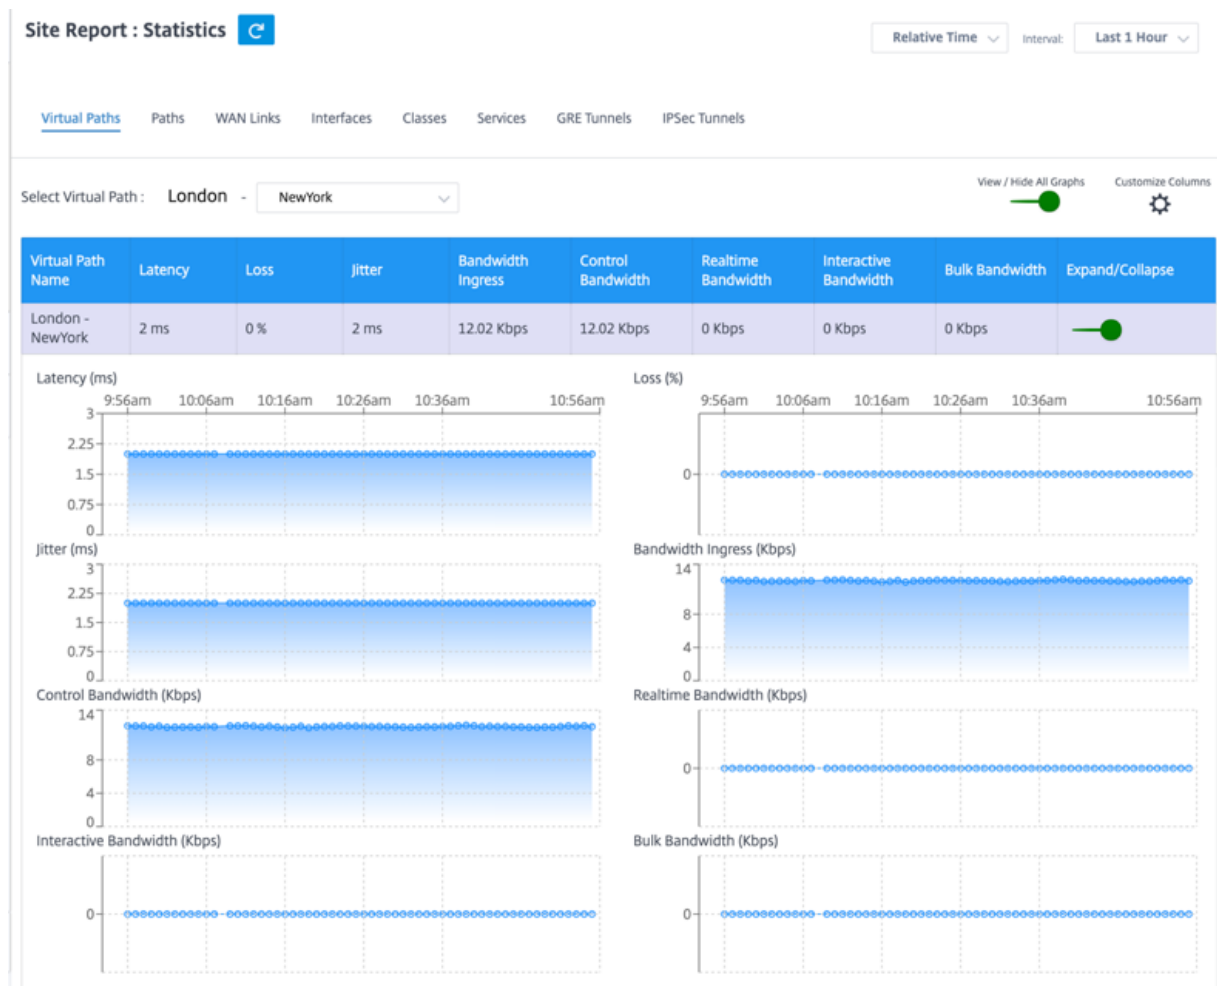 Site Report : Statistics
Relative Time
Interval:
Last 1 Hour
Virtual Paths
Paths
WAN Links
Interfaces
Classes
Services
GRE Tunnels
IPSec Tunnels
Select Virtual Path :
London
-
NewYork
View / Hide All Graphs
Customize Columns
Virtual Path
Name
Latency
Loss
Jitter
Bandwidth
Ingress
Control
Bandwidth
Realtime
Bandwidth
Interactive
Bandwidth
Bulk Bandwidth
Expand/Collapse
London -
NewYork
2 ms
0 %
2 ms
12.02 Kbps
12.02 Kbps
0 Kbps
0 Kbps
0 Kbps
Latency (ms)
9:56am 10:06am 10:16am 10:26am 10:36am 10:56am
3
2.25
1.5
0.75
0
Loss (%)
9:56am 10:06am 10:16am 10:26am 10:36am 10:56am
0
Jitter (ms)
3
2.25
1.5
0.75
0
Bandwidth Ingress (Kbps)
14
8
4
0
Control Bandwidth (Kbps)
14
8
4
0
Realtime Bandwidth (Kbps)
0
Interactive Bandwidth (Kbps)
0
Bulk Bandwidth (Kbps)
0